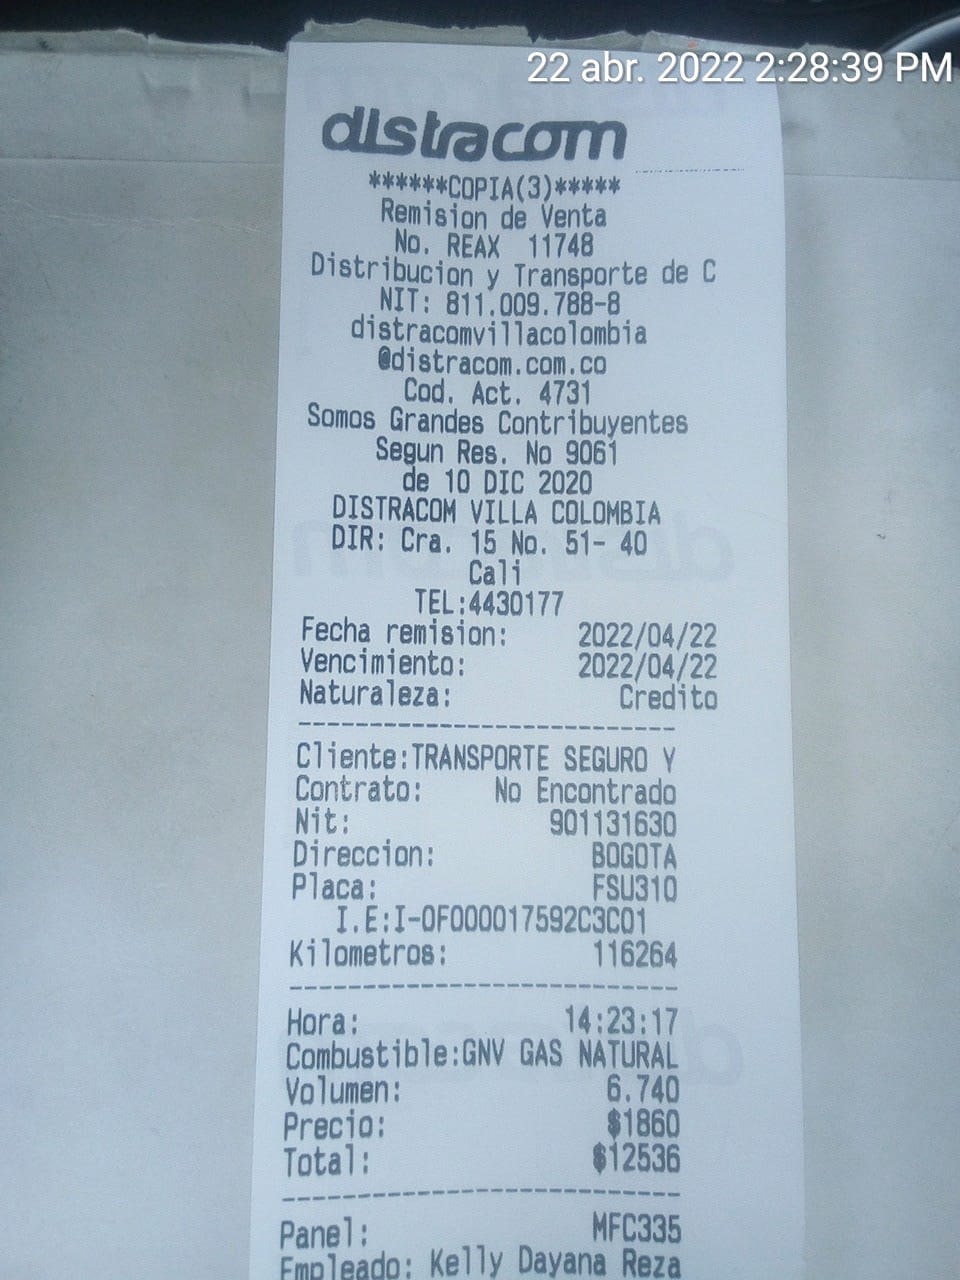 22 abr. 2022 2:28:39 PM
distracom
******COPIA(3)*****
Remision de Venta
No. REAX 11748
Distribucion y Transporte de C
NIT: 811.009.788-8
distracomvillacolombia
@distracom.com.co
Cod. Act. 4731
Somos Grandes Contribuyentes
Segun Res. No 9061
de 10 DIC 2020
DISTRACOM VILLA COLOMBIA
DIR: Cra. 15 No. 51- 40
Cali
TEL:4430177
Fecha remision: 2022/04/22
Vencimiento: 2022/04/22
Naturaleza: Credito
----------------------------
Cliente:TRANSPORTE SEGURO Y
Contrato: No Encontrado
Nit: 901131630
Direccion: BOGOTA
Placa: FSU310
I.E:I-0F000017592C3C01
Kilometros: 116264
----------------------------
Hora: 14:23:17
Combustible:GNV GAS NATURAL
Volumen: 6.740
Precio: $1860
Total: $12536
----------------------------
Panel: MFC335
Empleado: Kelly Dayana Reza